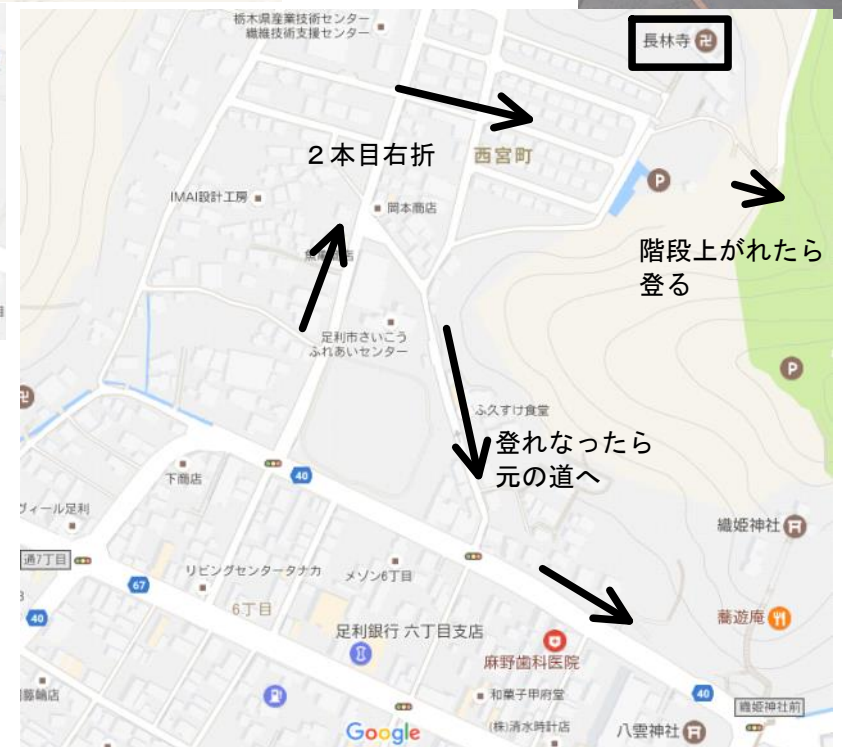 栃木県産業技術センター
繊維技術支援センター
長林寺
２本目右折
西宮町
IMAI設計工房
岡本商店
P
階段上がれたら
登る
足利市さいこう
ふれあいセンター
P
ふ久すけ食堂
登れなったら
元の道へ
下商店
40
ヴィール足利
織姫神社
通7丁目
67
リビングセンタータナカ
メゾン6丁目
40
6丁目
足利銀行 六丁目支店
蕎遊庵
麻野歯科医院
藤輪店
和菓子甲府堂
40
織姫神社前
Google
(株)清水時計店
八雲神社